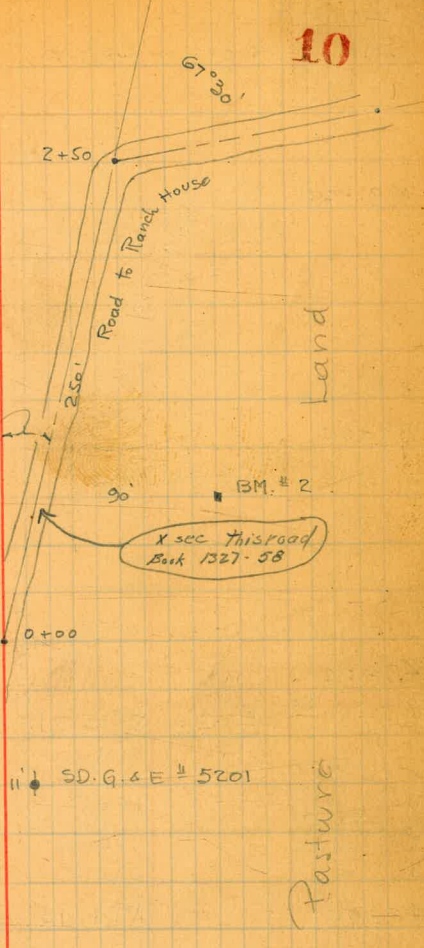 10
67° 20'
2+50
Road to Ranch House
Land
250'
90'
BM. # 2
X sec This road
Book 1327-58
0+00
11'
SD. G. & E # 5201
Pasture